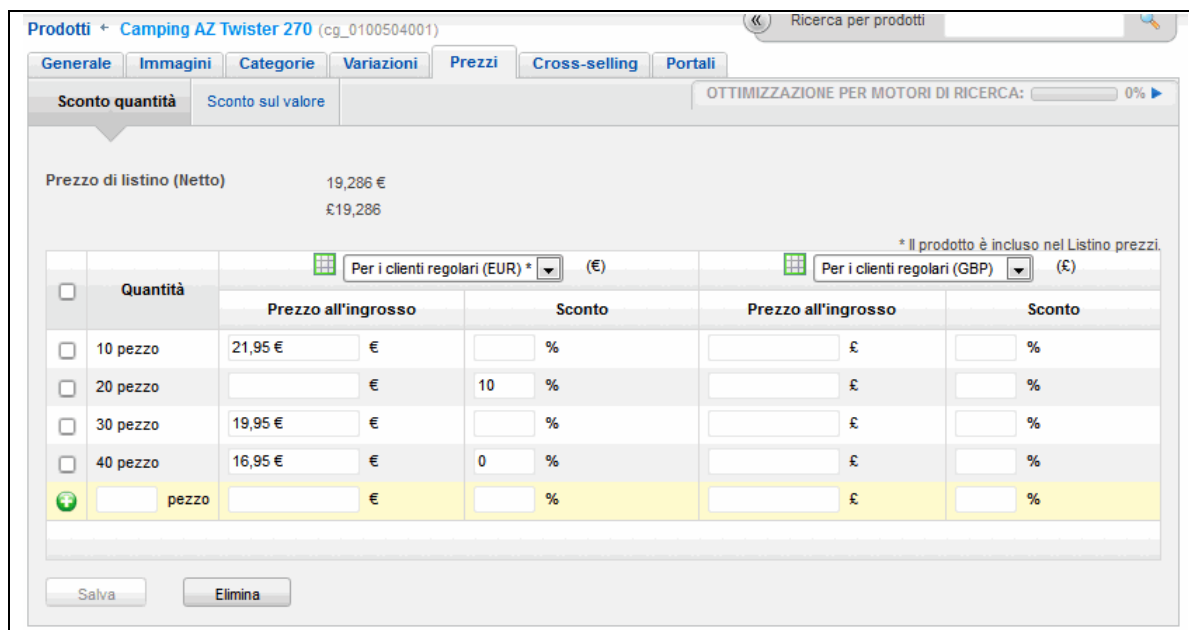 Prodotti Camping AZ Twister 270 (cg_0100504001) Ricerca per prodotti
Generale Immagini Categorie Variazioni Prezzi Cross-selling Portali
Sconto quantità Sconto sul valore OTTIMIZZAZIONE PER MOTORI DI RICERCA: 0%
Prezzo di listino (Netto) 19,286 €
£19,286
* Il prodotto è incluso nel Listino prezzi.
Quantità Per i clienti regolari (EUR) * (€) Per i clienti regolari (GBP) (£)
Prezzo all'ingrosso Sconto Prezzo all'ingrosso Sconto
10 pezzo 21,95 € € % £ %
20 pezzo € 10 % £ %
30 pezzo 19,95 € € % £ %
40 pezzo 16,95 € € 0 % £ %
pezzo € % £ %
Salva Elimina